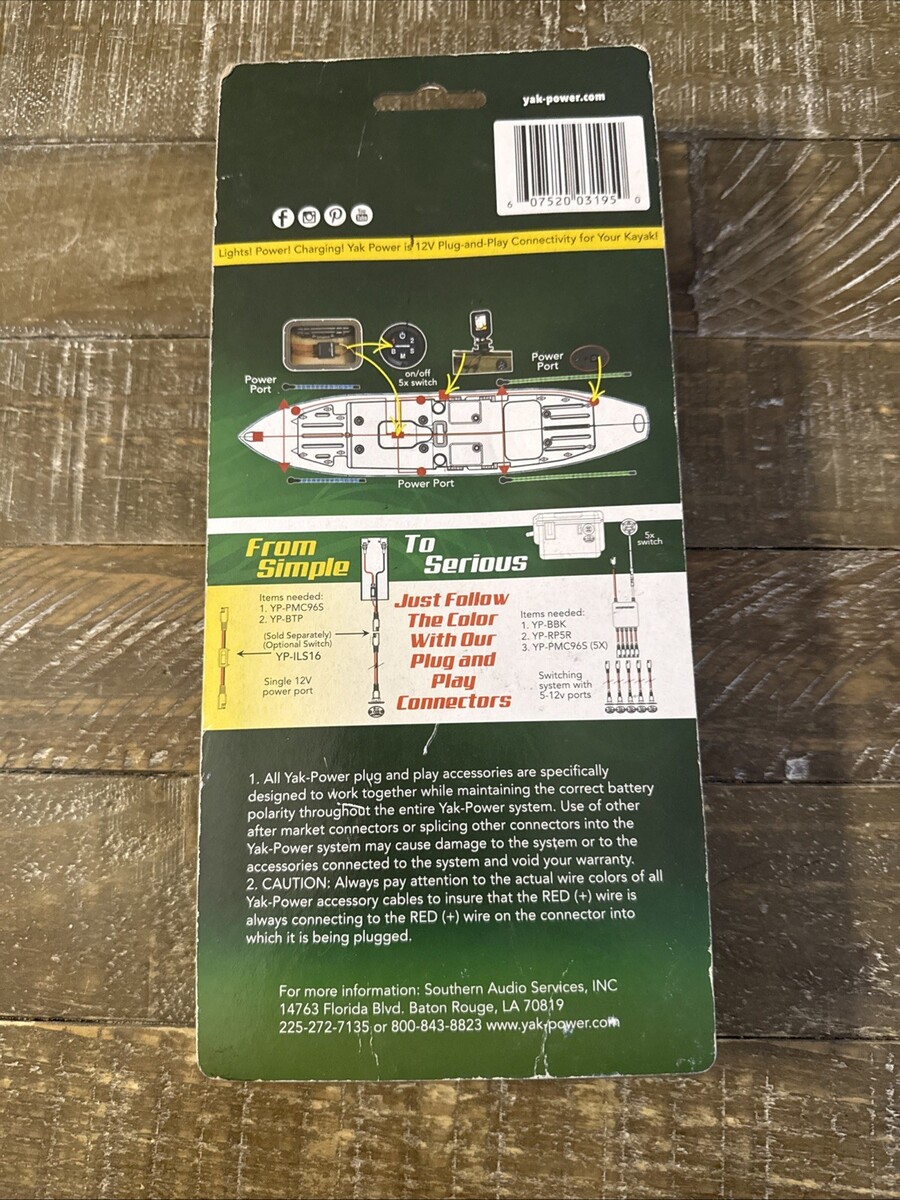 yak-power.com
6 07520 03195 0
Lights! Power! Charging! Yak Power is 12V Plug-and-Play Connectivity for Your Kayak!
on/off
5x switch
Power
Port
Power
Port
Power Port
From
Simple
To
Serious
5x
switch
Items needed:
1. YP-PMC96S
2. YP-BTP
(Sold Separately)
(Optional Switch)
YP-ILS16
Single 12V
power port
Just Follow
The Color
With Our
Plug and
Play
Connectors
Items needed:
1. YP-BBK
2. YP-RP5R
3. YP-PMC96S (5X)
Switching
system with
5-12v ports
1. All Yak-Power plug and play accessories are specifically
designed to work together while maintaining the correct battery
polarity throughout the entire Yak-Power system. Use of other
after market connectors or splicing other connectors into the
Yak-Power system may cause damage to the system or to the
accessories connected to the system and void your warranty.
2. CAUTION: Always pay attention to the actual wire colors of all
Yak-Power accessory cables to insure that the RED (+) wire is
always connecting to the RED (+) wire on the connector into
which it is being plugged.
For more information: Southern Audio Services, INC
14763 Florida Blvd. Baton Rouge, LA 70819
225-272-7135 or 800-843-8823 www.yak-power.com